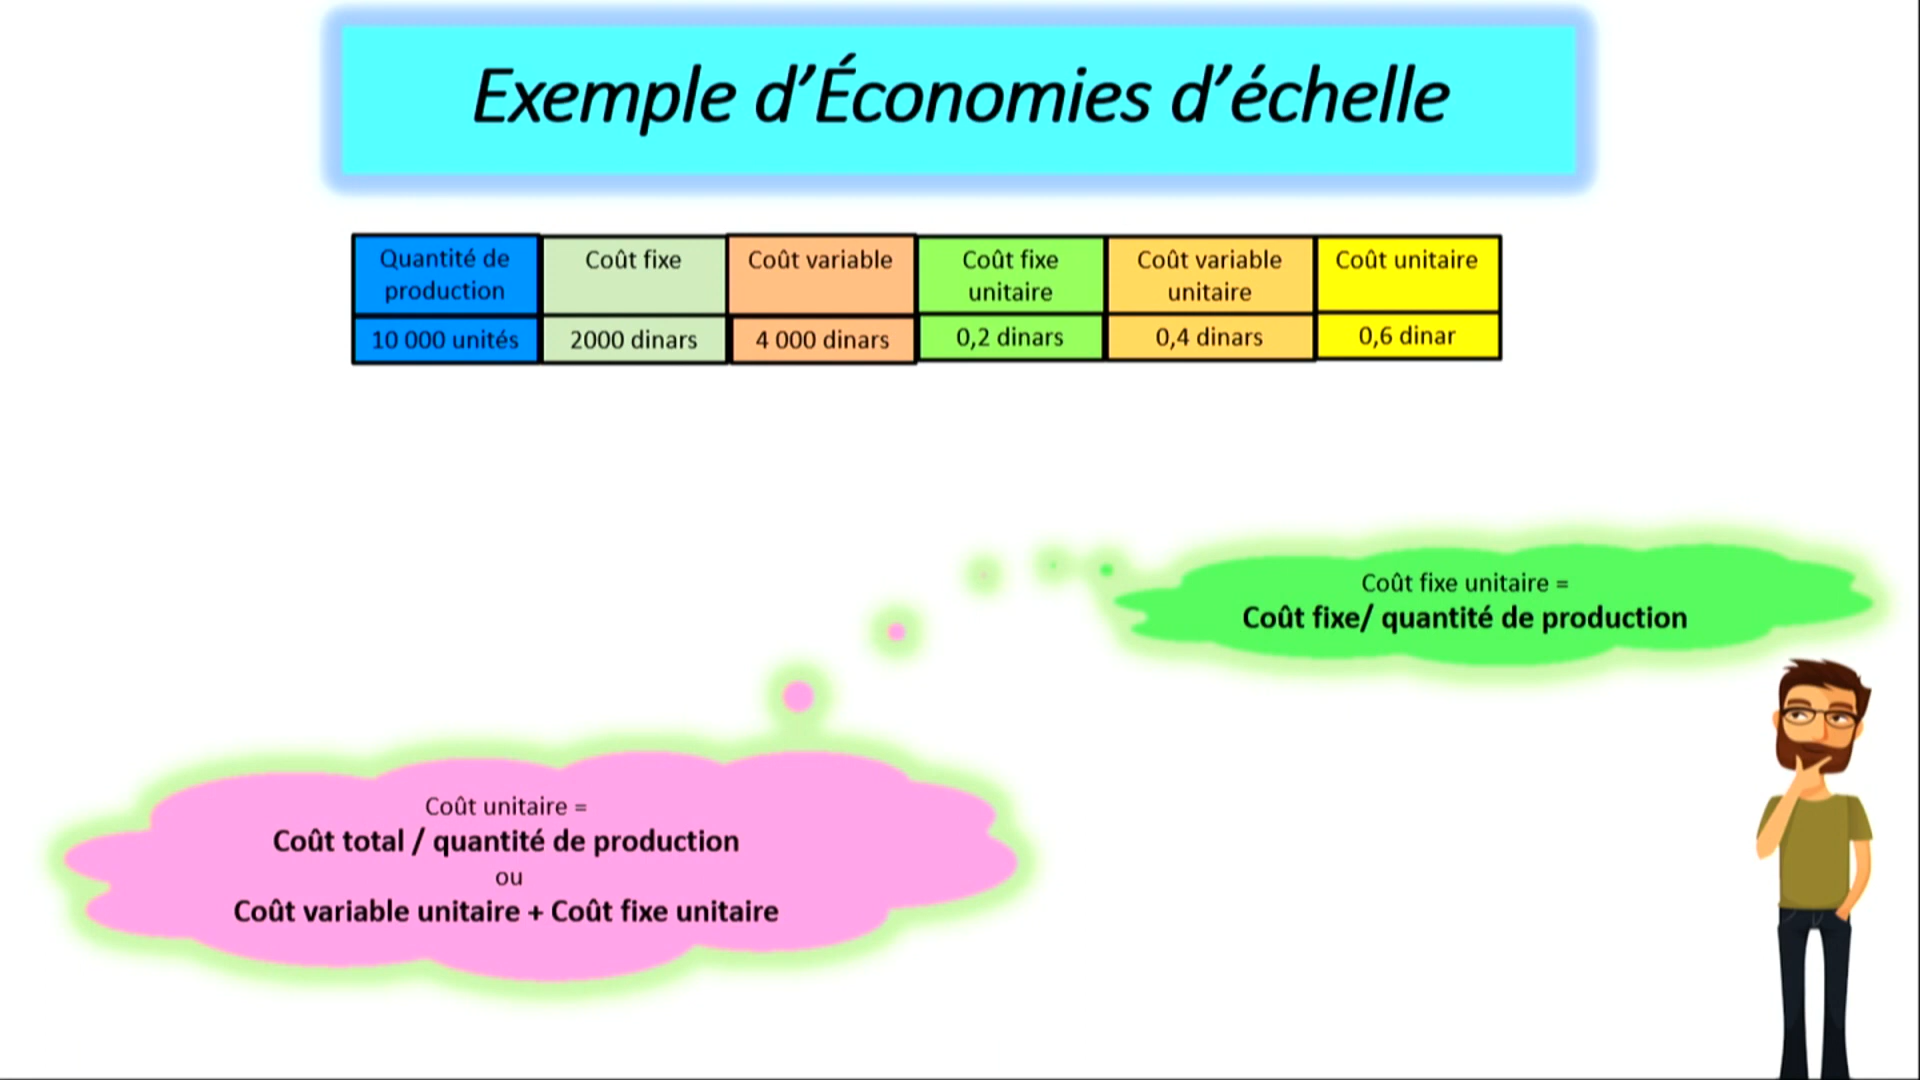 Exemple d’Économies d’échelle
Quantité de production
Coût fixe
Coût variable
Coût fixe unitaire
Coût variable unitaire
Coût unitaire
10 000 unités
2000 dinars
4 000 dinars
0,2 dinars
0,4 dinars
0,6 dinar
Coût fixe unitaire =
Coût fixe/ quantité de production
Coût unitaire =
Coût total / quantité de production
ou
Coût variable unitaire + Coût fixe unitaire